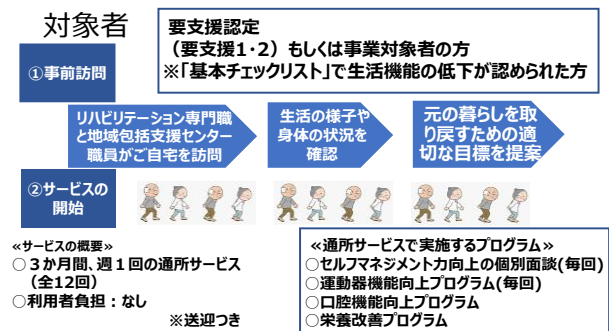 対象者
要支援認定
(要支援1・2)もしくは事業対象者の方
※「基本チェックリスト」で生活機能の低下が認められた方
①事前訪問
リハビリテーション専門職
と地域包括支援センター
職員がご自宅を訪問
生活の様子や
身体の状況を
確認
元の暮らしを取
り戻すための適
切な目標を提案
②サービスの
開始
≪サービスの概要≫
○3か月間、週1回の通所サービス
(全12回)
○利用者負担:なし
※送迎つき
≪通所サービスで実施するプログラム≫
○セルフマネジメント力向上の個別面談(毎回)
○運動器機能向上プログラム(毎回)
○口腔機能向上プログラム
○栄養改善プログラム